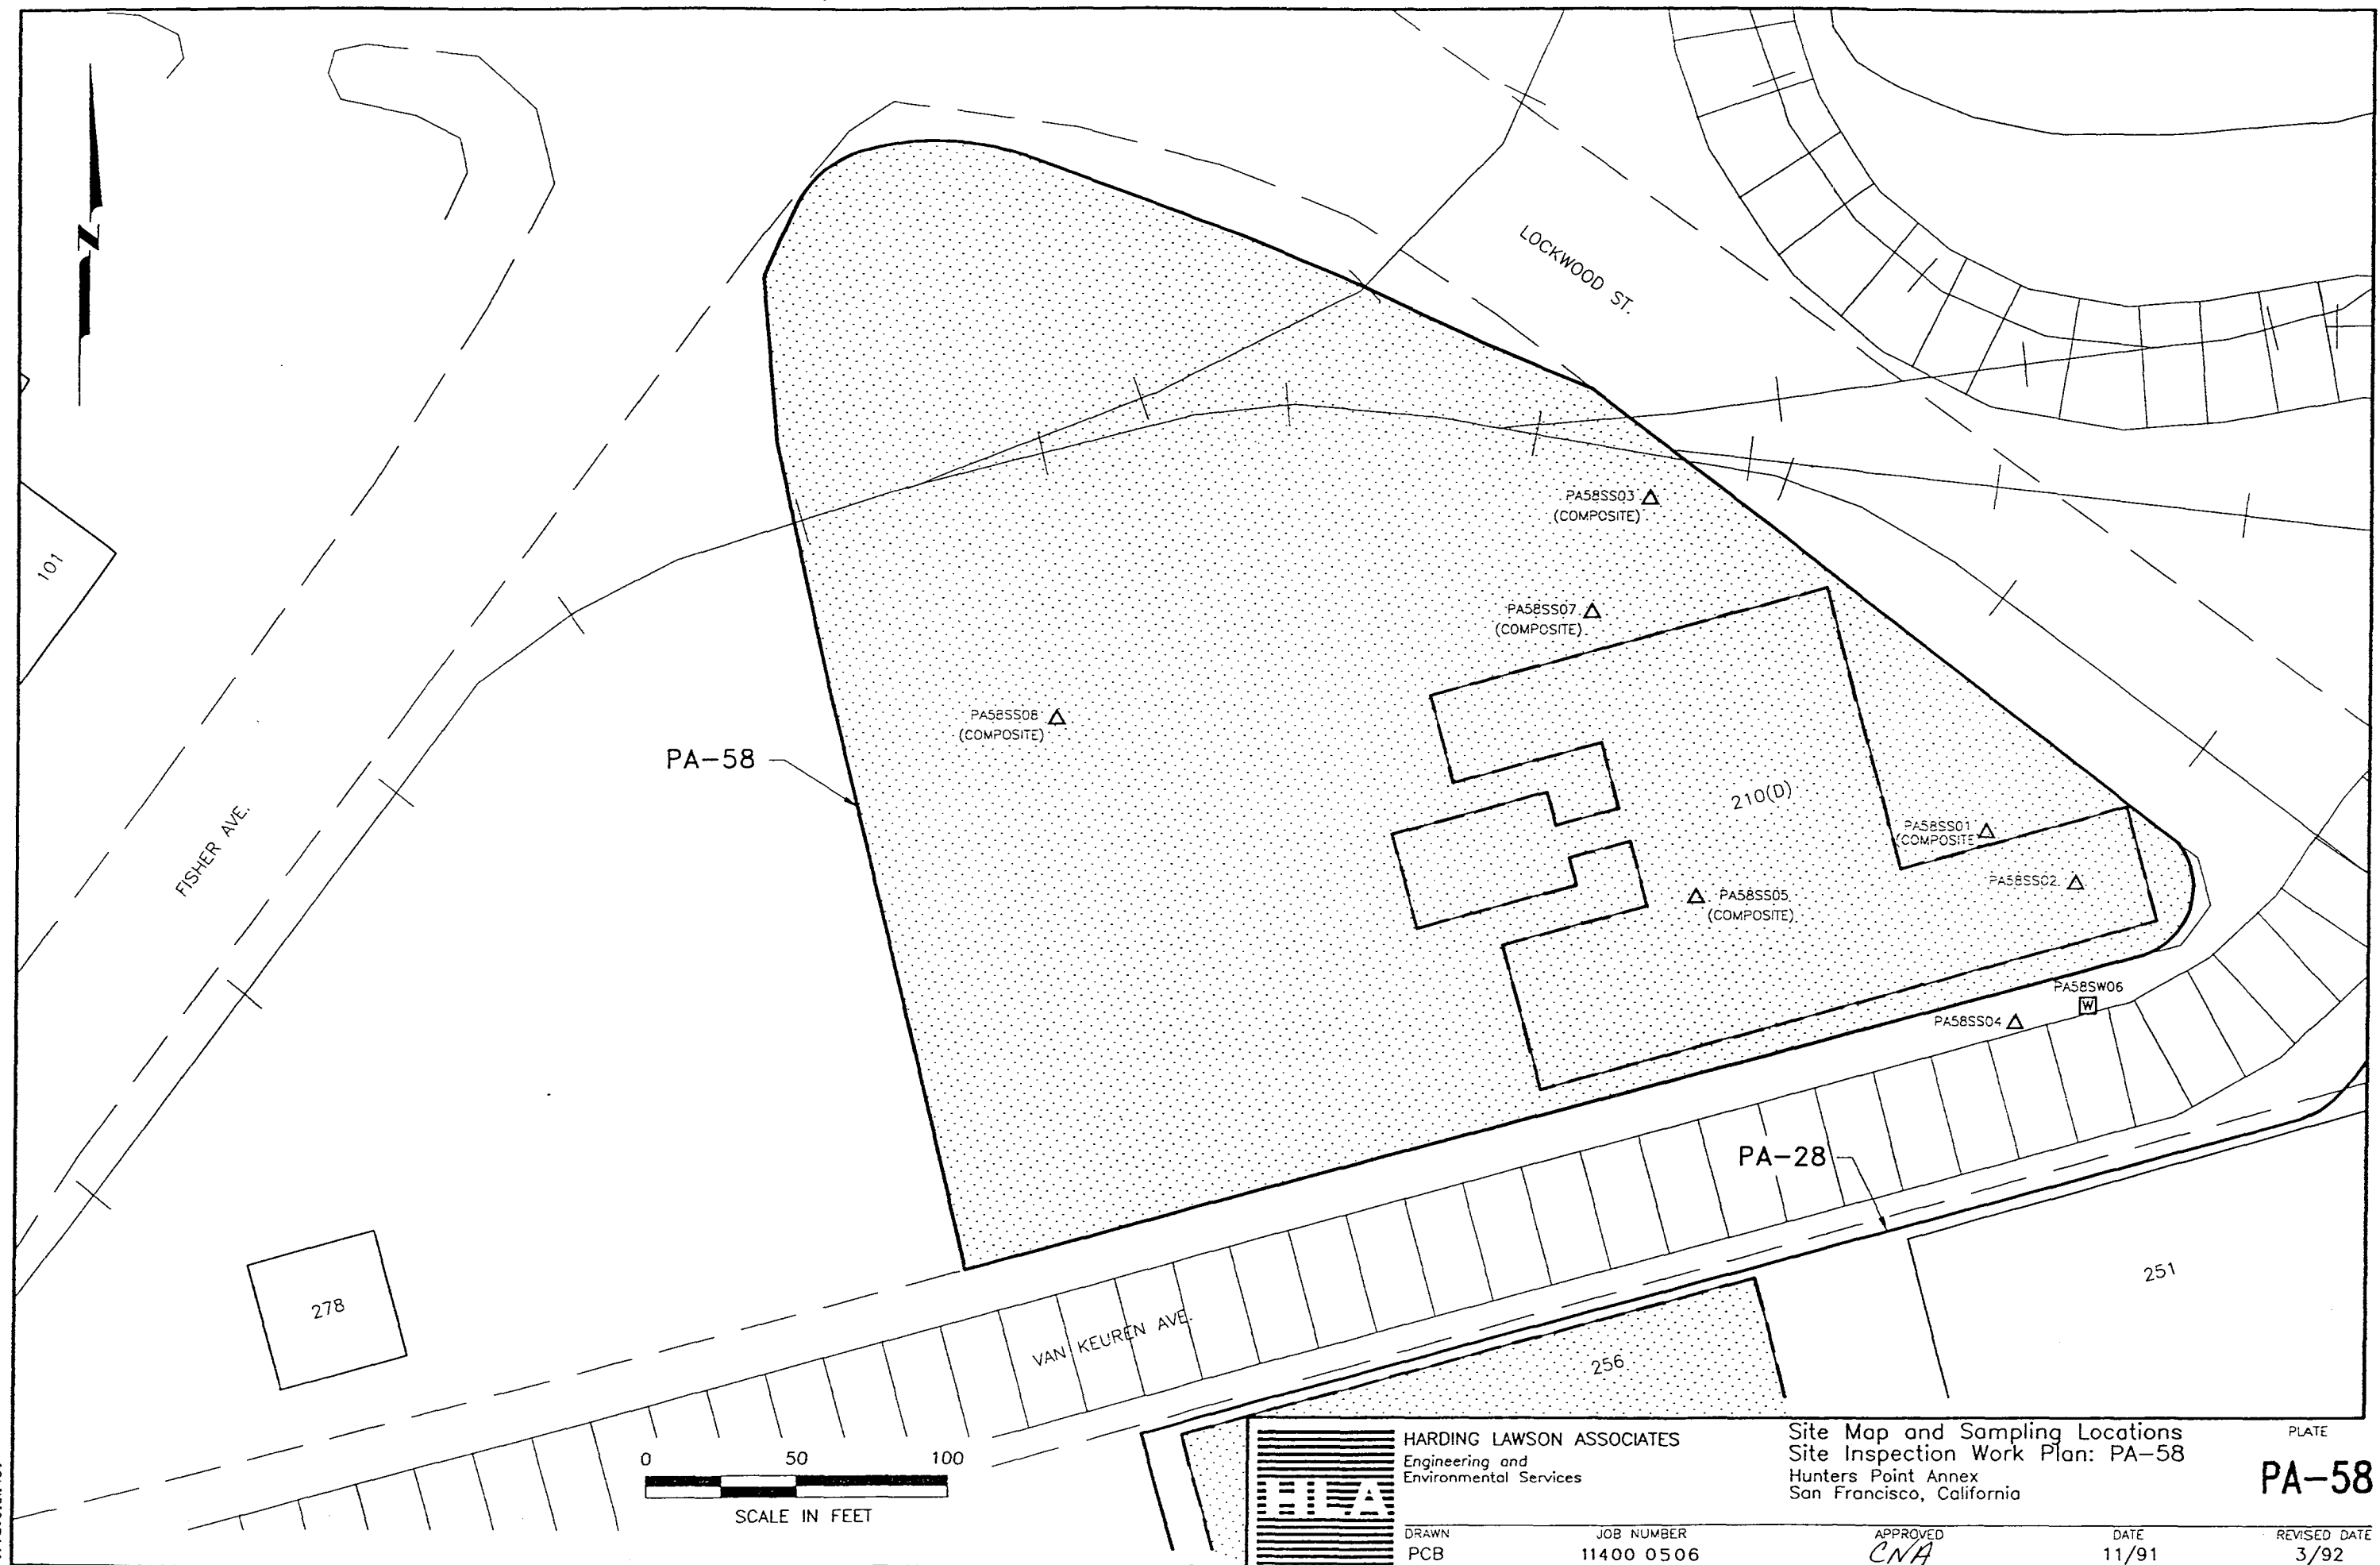 N
LOCKWOOD ST.
101
PA58SS03
(COMPOSITE)
PA58SS07
(COMPOSITE)
PA58SS08
(COMPOSITE)
PA-58
210(D)
FISHER AVE.
PA58SS01
(COMPOSITE
PA58SS02
PA58SS05
(COMPOSITE)
PA58SW06
W
PA58SS04
PA-28
251
278
VAN KEUREN AVE.
256
0 50 100
SCALE IN FEET
HLA
HARDING LAWSON ASSOCIATES
Engineering and
Environmental Services
Site Map and Sampling Locations
Site Inspection Work Plan: PA-58
Hunters Point Annex
San Francisco, California
PLATE
PA-58
DRAWN
PCB
JOB NUMBER
11400 0506
APPROVED
CNA
DATE
11/91
REVISED DATE
3/92